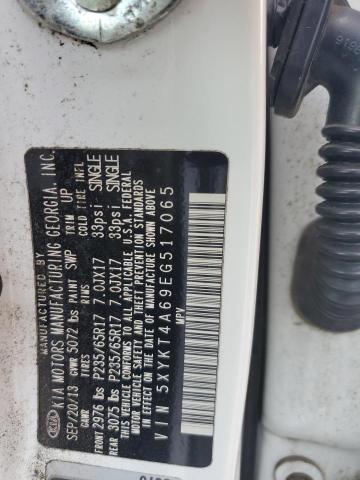 MANUFACTURED BY
KIA KIA MOTORS MANUFACTURING GEORGIA, INC.
SEP/20/13 GVWR 5072 lbs PAINT SWP TRIM UP
GAWR TIRES RIMS COLD TIRE INFL
FRONT 2976 lbs P235/65R17 7.0JX17 33psi SINGLE
REAR 3075 lbs P235/65R17 7.0JX17 33psi SINGLE
THIS VEHICLE CONFORMS TO ALL APPLICABLE U.S.A. FEDERAL
MOTOR VEHICLE SAFETY AND THEFT PREVENTION STANDARDS
IN EFFECT ON THE DATE OF MANUFACTURE SHOWN ABOVE.
VIN 5XYKT4A69EG517065
MPV